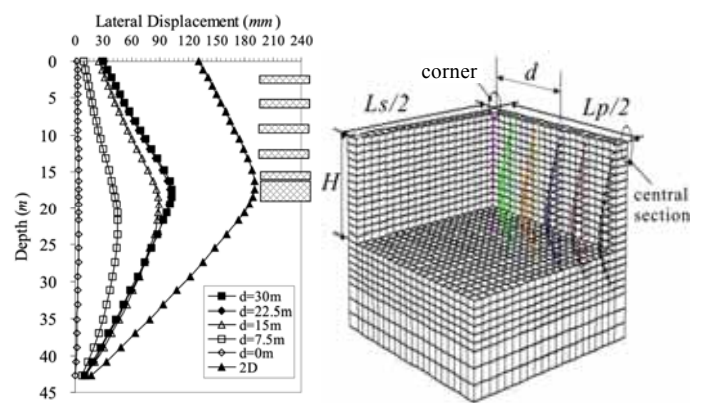 Lateral Displacement (mm)
0 30 60 90 120 150 180 210 240
Depth (m)
0
5
10
15
20
25
30
35
40
45
d=30m
d=22.5m
d=15m
d=7.5m
d=0m
2D
corner
d
Ls/2
Lp/2
H
central
section